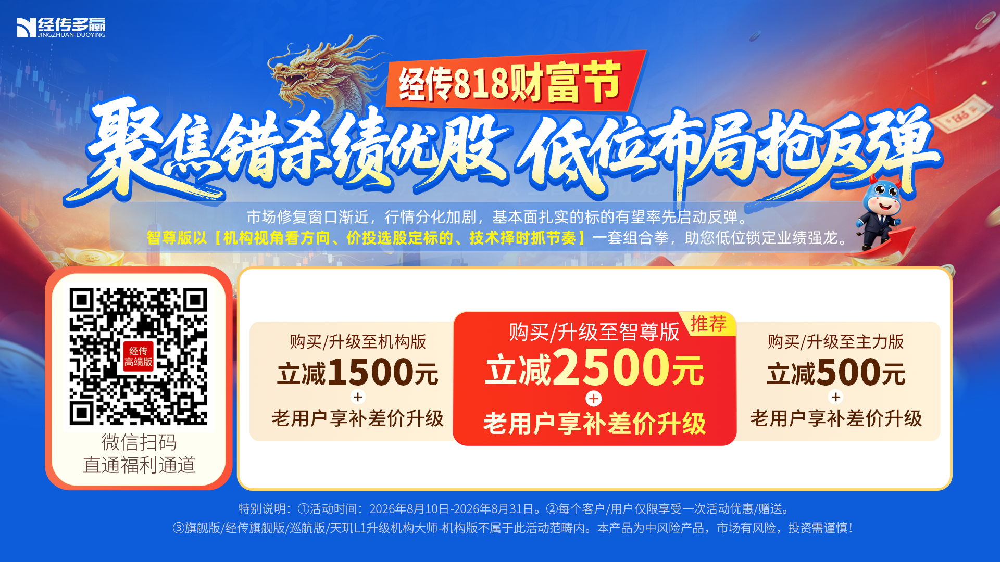 经传多赢
JINGZHUAN DUOYING
经传818财富节
聚焦错杀绩优股 低位布局抢反弹
市场修复窗口渐近，行情分化加剧，基本面扎实的标的有望率先启动反弹。
智尊版以【机构视角看方向、价投选股定标的、技术择时抓节奏】一套组合拳，助您低位锁定业绩强龙。
经传
高端版
微信扫码
直通福利通道
购买/升级至机构版
立减1500元
+
老用户享补差价升级
推荐
购买/升级至智尊版
立减2500元
+
老用户享补差价升级
购买/升级至主力版
立减500元
+
老用户享补差价升级
特别说明：①活动时间：2026年8月10日-2026年8月31日。②每个客户/用户仅限享受一次活动优惠/赠送。
③旗舰版/经传旗舰版/巡航版/天玑L1升级机构大师-机构版不属于此活动范畴内。本产品为中风险产品，市场有风险，投资需谨慎！